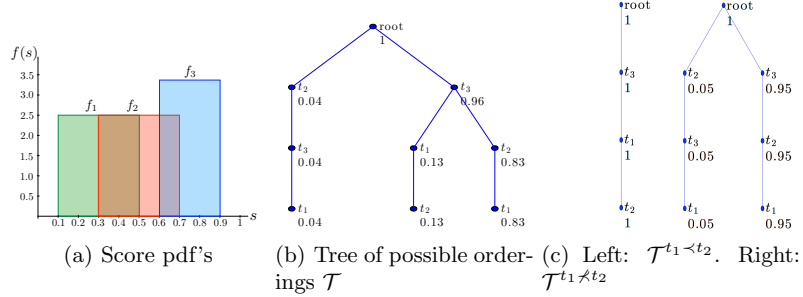 f(s)
3.5
3.0
2.5
2.0
1.5
1.0
0.5
f₁
f₂
f₃
0.1 0.2 0.3 0.4 0.5 0.6 0.7 0.8 0.9 1 s
(a) Score pdf's
root
1
t₂
0.04
t₃
0.96
t₃
0.04
t₁
0.13
t₂
0.83
t₁
0.04
t₂
0.13
t₁
0.83
(b) Tree of possible order-
ings 𝒯
root
1
t₃
1
t₁
1
t₂
1
root
1
t₂
0.05
t₃
0.95
t₃
0.05
t₂
0.95
t₁
0.05
t₁
0.95
(c) Left: 𝒯^{t₁≺t₂}. Right:
𝒯^{t₁⊀t₂}